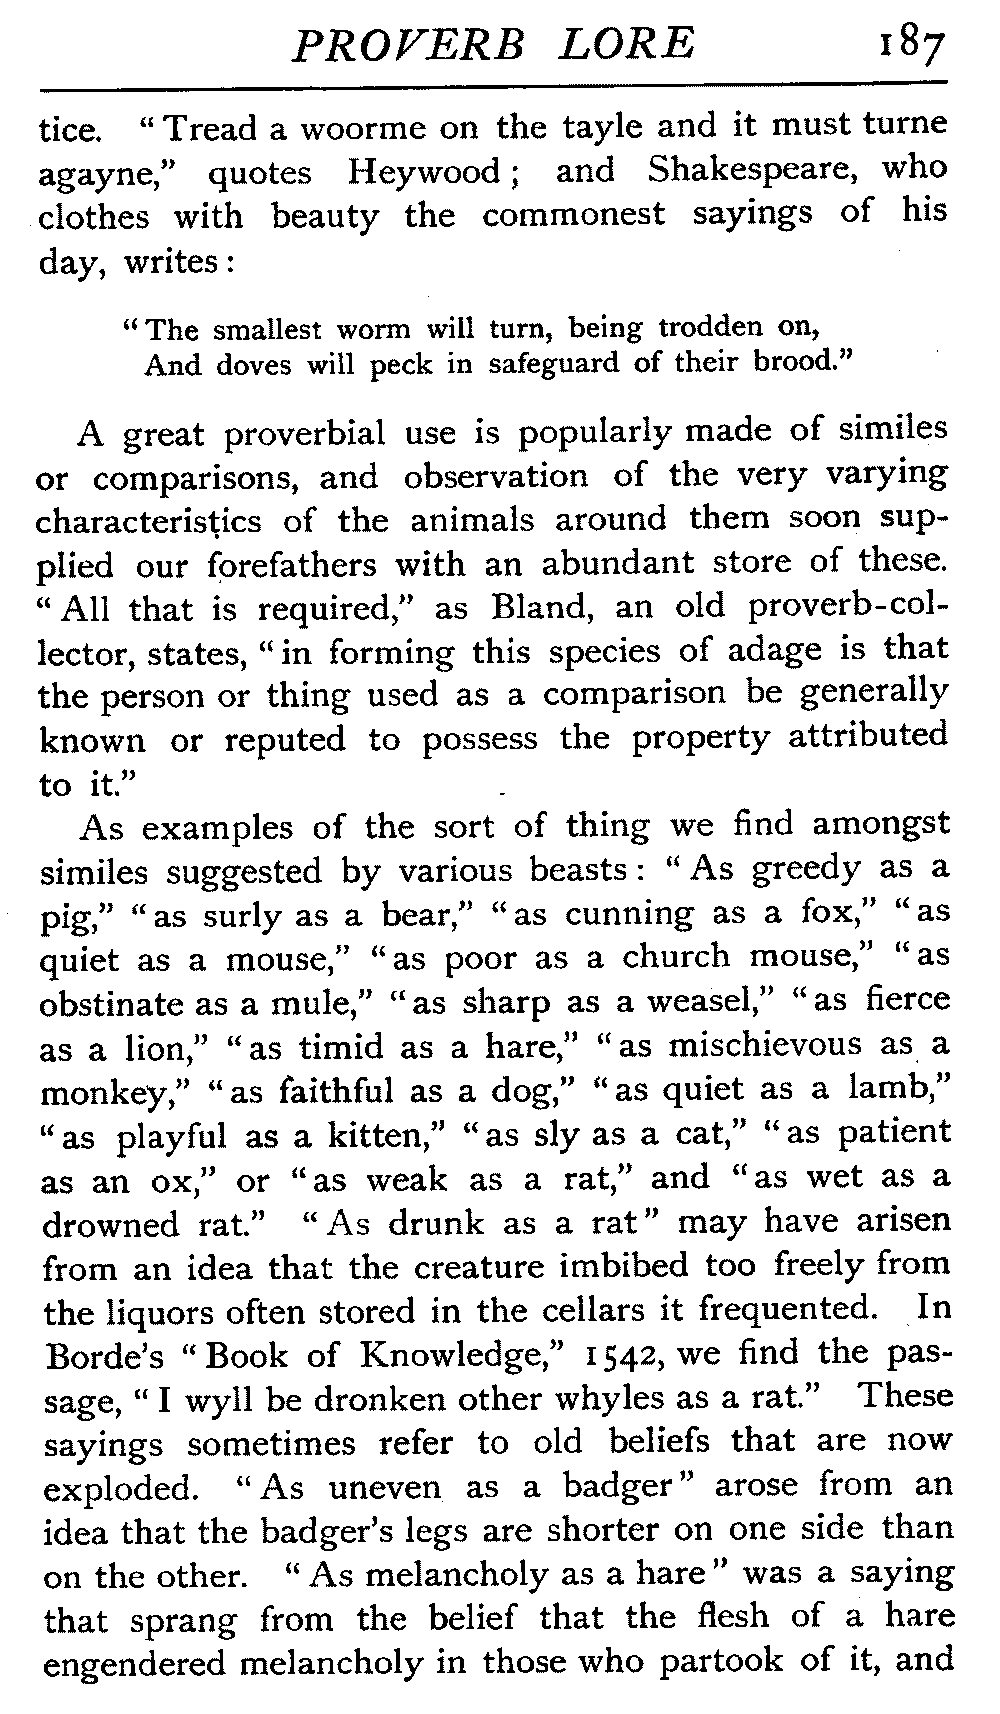 PROVERB LORE 187
tice. “Tread a woorme on the tayle and it must turne
agayne,” quotes Heywood; and Shakespeare, who
clothes with beauty the commonest sayings of his
day, writes:
“The smallest worm will turn, being trodden on,
And doves will peck in safeguard of their brood.”
A great proverbial use is popularly made of similes
or comparisons, and observation of the very varying
characteristics of the animals around them soon sup-
plied our forefathers with an abundant store of these.
“All that is required,” as Bland, an old proverb-col-
lector, states, “in forming this species of adage is that
the person or thing used as a comparison be generally
known or reputed to possess the property attributed
to it.”
As examples of the sort of thing we find amongst
similes suggested by various beasts: “As greedy as a
pig,” “as surly as a bear,” “as cunning as a fox,” “as
quiet as a mouse,” “as poor as a church mouse,” “as
obstinate as a mule,” “as sharp as a weasel,” “as fierce
as a lion,” “as timid as a hare,” “as mischievous as a
monkey,” “as faithful as a dog,” “as quiet as a lamb,”
“as playful as a kitten,” “as sly as a cat,” “as patient
as an ox,” or “as weak as a rat,” and “as wet as a
drowned rat.” “As drunk as a rat” may have arisen
from an idea that the creature imbibed too freely from
the liquors often stored in the cellars it frequented. In
Borde’s “Book of Knowledge,” 1542, we find the pas-
sage, “I wyll be dronken other whyles as a rat.” These
sayings sometimes refer to old beliefs that are now
exploded. “As uneven as a badger” arose from an
idea that the badger’s legs are shorter on one side than
on the other. “As melancholy as a hare” was a saying
that sprang from the belief that the flesh of a hare
engendered melancholy in those who partook of it, and